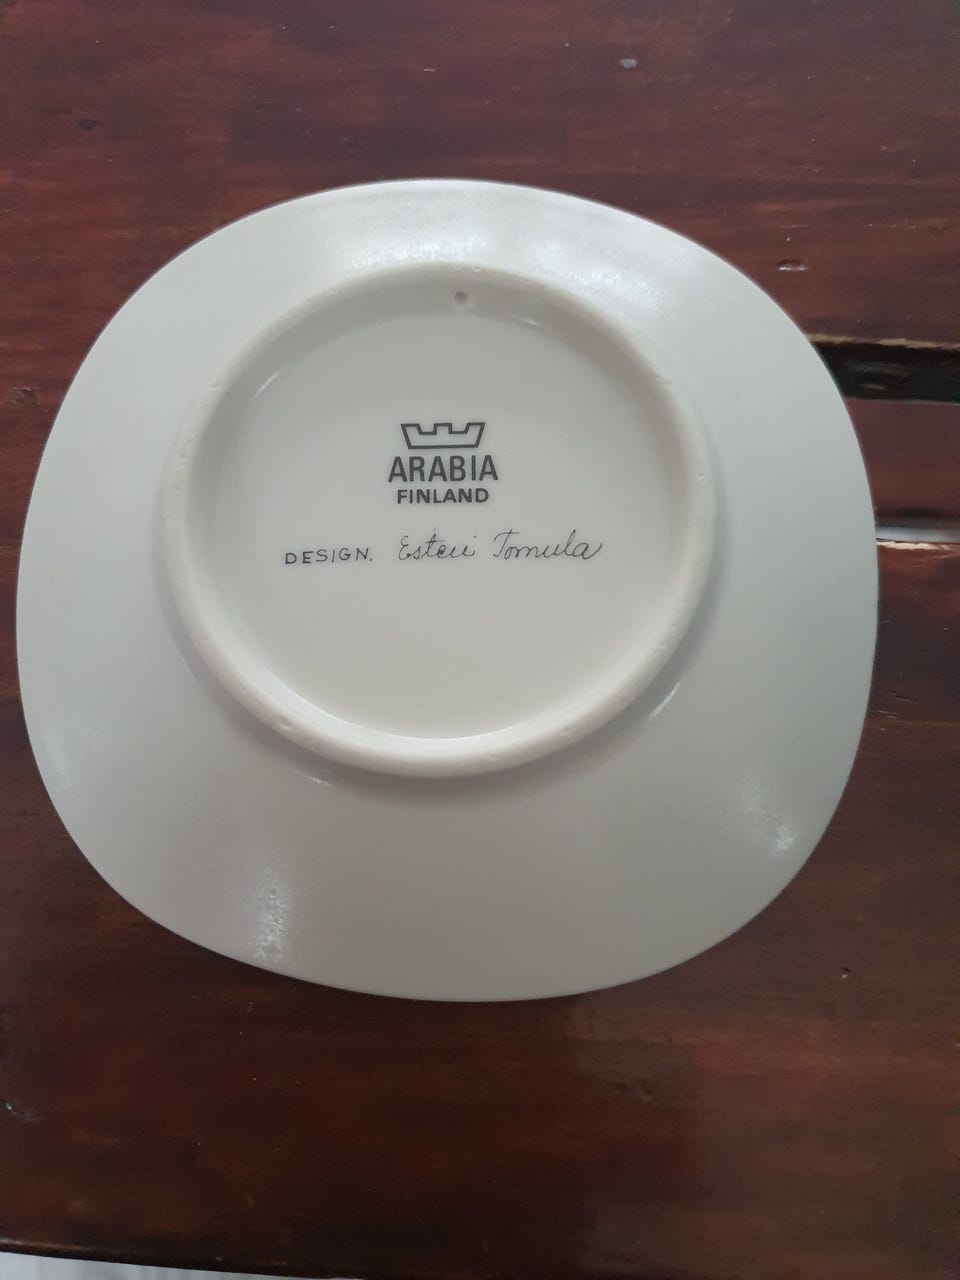 ARABIA
FINLAND
DESIGN. Esteri Tomula